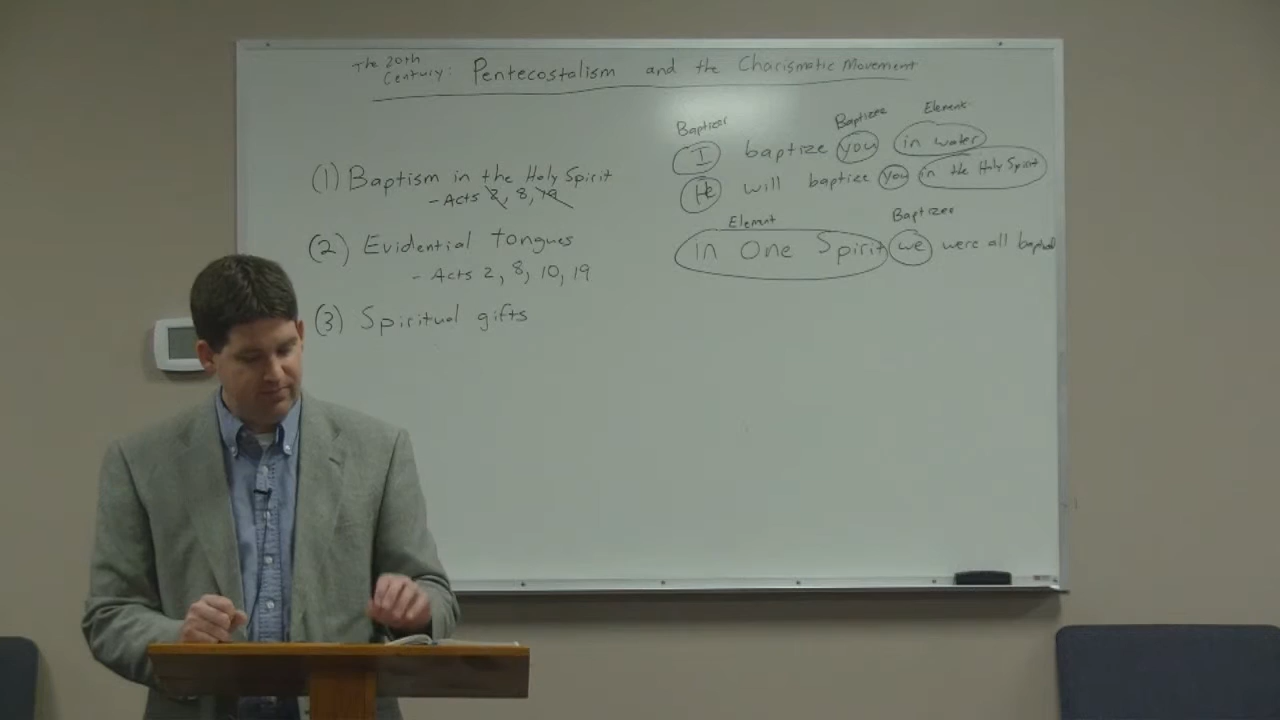 The 20th
Century: Pentecostalism and the Charismatic Movement
(1) Baptism in the Holy Spirit
- Acts 2, 8, 19
(2) Evidential tongues
- Acts 2, 8, 10, 19
(3) Spiritual gifts
Baptizer Baptizee Element
I baptize you in water
He will baptize you in the Holy Spirit
Element Baptizee
in One Spirit we were all baptized